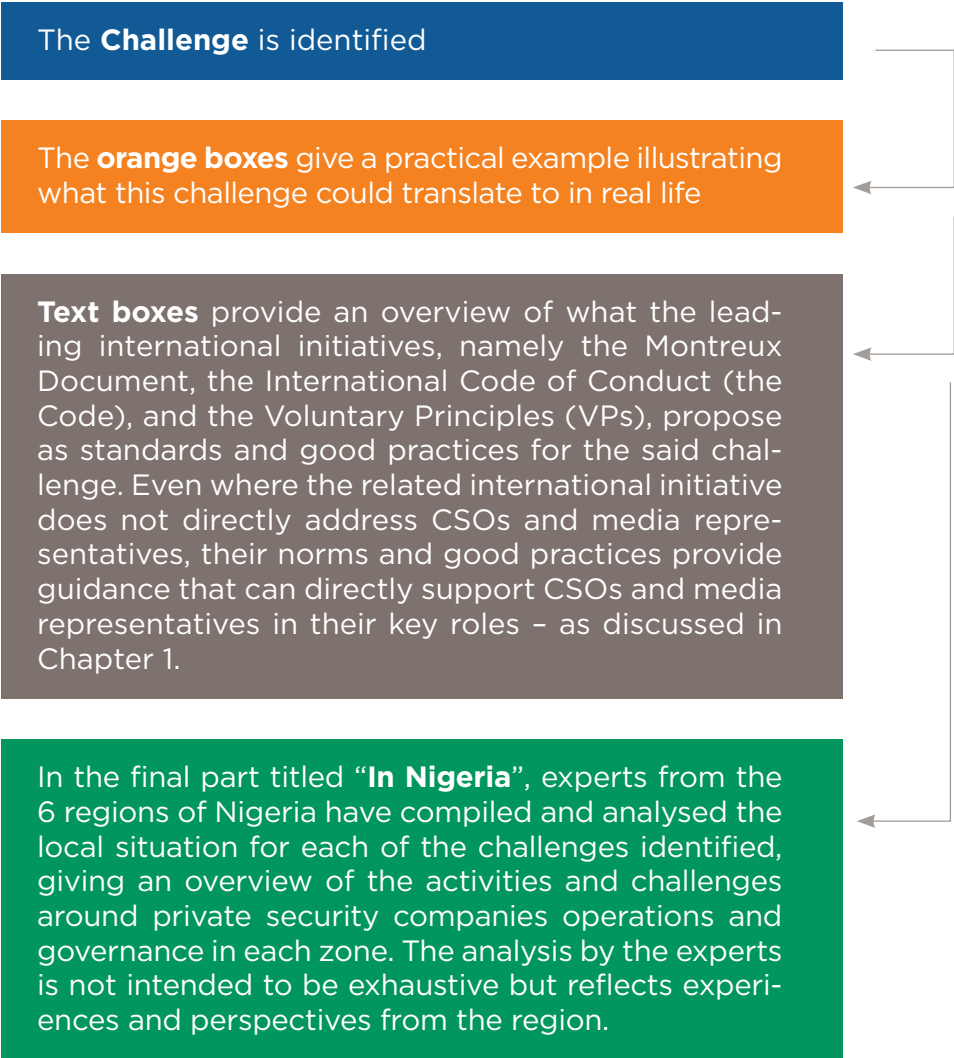 The Challenge is identified
The orange boxes give a practical example illustrating
what this challenge could translate to in real life
Text boxes provide an overview of what the lead-
ing international initiatives, namely the Montreux
Document, the International Code of Conduct (the
Code), and the Voluntary Principles (VPs), propose
as standards and good practices for the said chal-
lenge. Even where the related international initiative
does not directly address CSOs and media repre-
sentatives, their norms and good practices provide
guidance that can directly support CSOs and media
representatives in their key roles – as discussed in
Chapter 1.
In the final part titled “In Nigeria”, experts from the
6 regions of Nigeria have compiled and analysed the
local situation for each of the challenges identified,
giving an overview of the activities and challenges
around private security companies operations and
governance in each zone. The analysis by the experts
is not intended to be exhaustive but reflects experi-
ences and perspectives from the region.